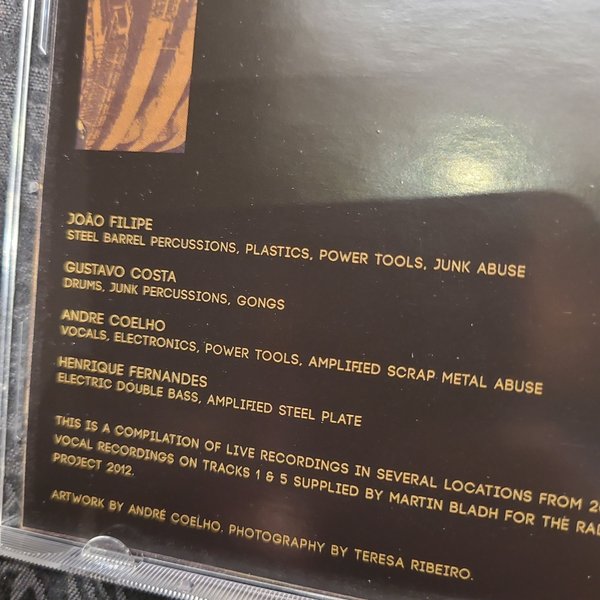 JOÃO FILIPE
STEEL BARREL PERCUSSIONS, PLASTICS, POWER TOOLS, JUNK ABUSE
GUSTAVO COSTA
DRUMS, JUNK PERCUSSIONS, GONGS
ANDRE COELHO
VOCALS, ELECTRONICS, POWER TOOLS, AMPLIFIED SCRAP METAL ABUSE
HENRIQUE FERNANDES
ELECTRIC DOUBLE BASS, AMPLIFIED STEEL PLATE
THIS IS A COMPILATION OF LIVE RECORDINGS IN SEVERAL LOCATIONS FROM
VOCAL RECORDINGS ON TRACKS 1 & 5 SUPPLIED BY MARTIN BLADH FOR THE
PROJECT 2012.
ARTWORK BY ANDRÉ COELHO. PHOTOGRAPHY BY TERESA RIBEIRO.